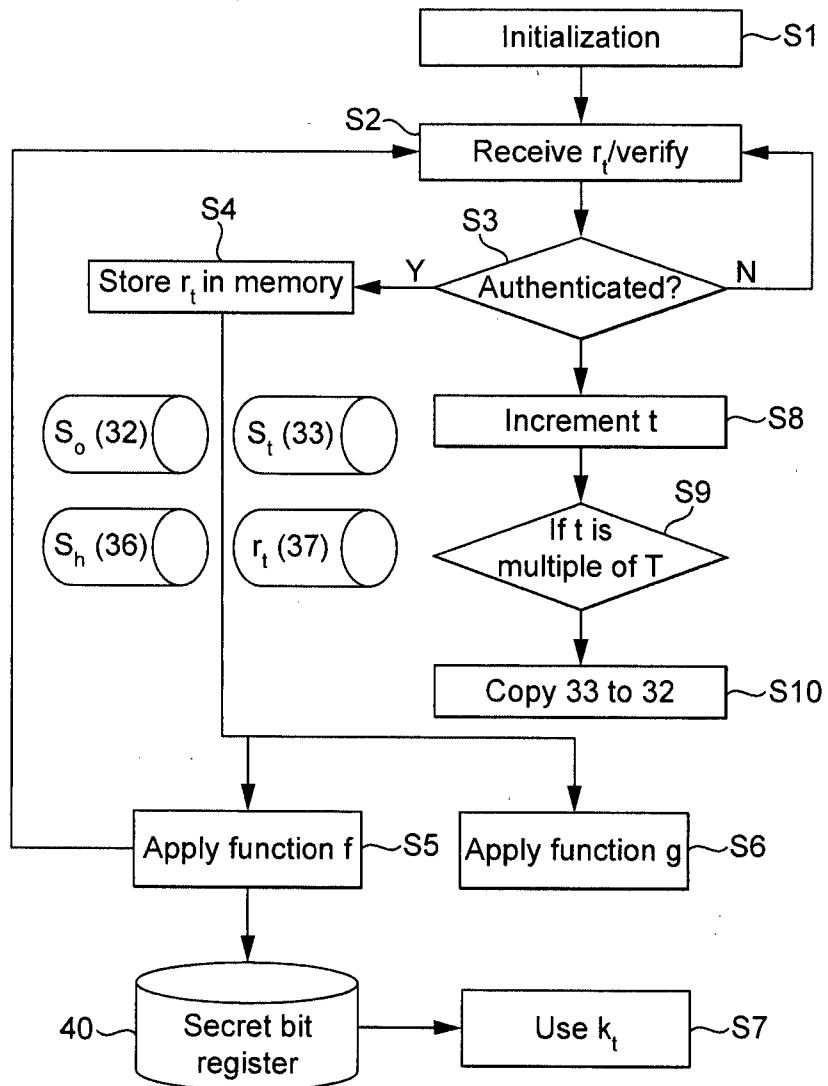 Initialization
S1
S2
Receive r_t/verify
S3
S4
Authenticated?
Y
N
Store r_t in memory
Increment t
S8
S_o (32)
S_t (33)
S9
If t is
multiple of T
S_h (36)
r_t (37)
Copy 33 to 32
S10
Apply function f
S5
Apply function g
S6
40
Secret bit
register
Use k_t
S7